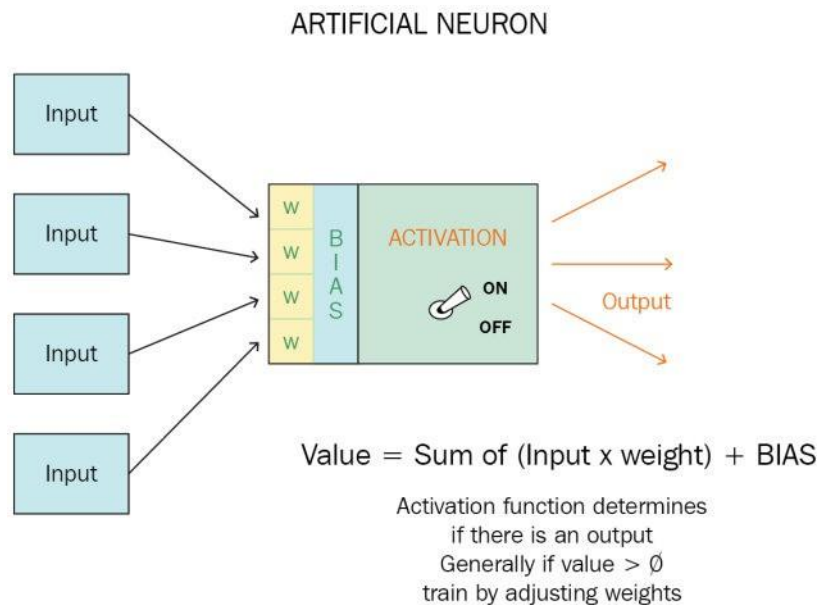 ARTIFICIAL NEURON
Input
Input
Input
Input
W
W
W
W
BIAS
ACTIVATION
ON
OFF
Output
Value = Sum of (Input x weight) + BIAS
Activation function determines
if there is an output
Generally if value > Ø
train by adjusting weights